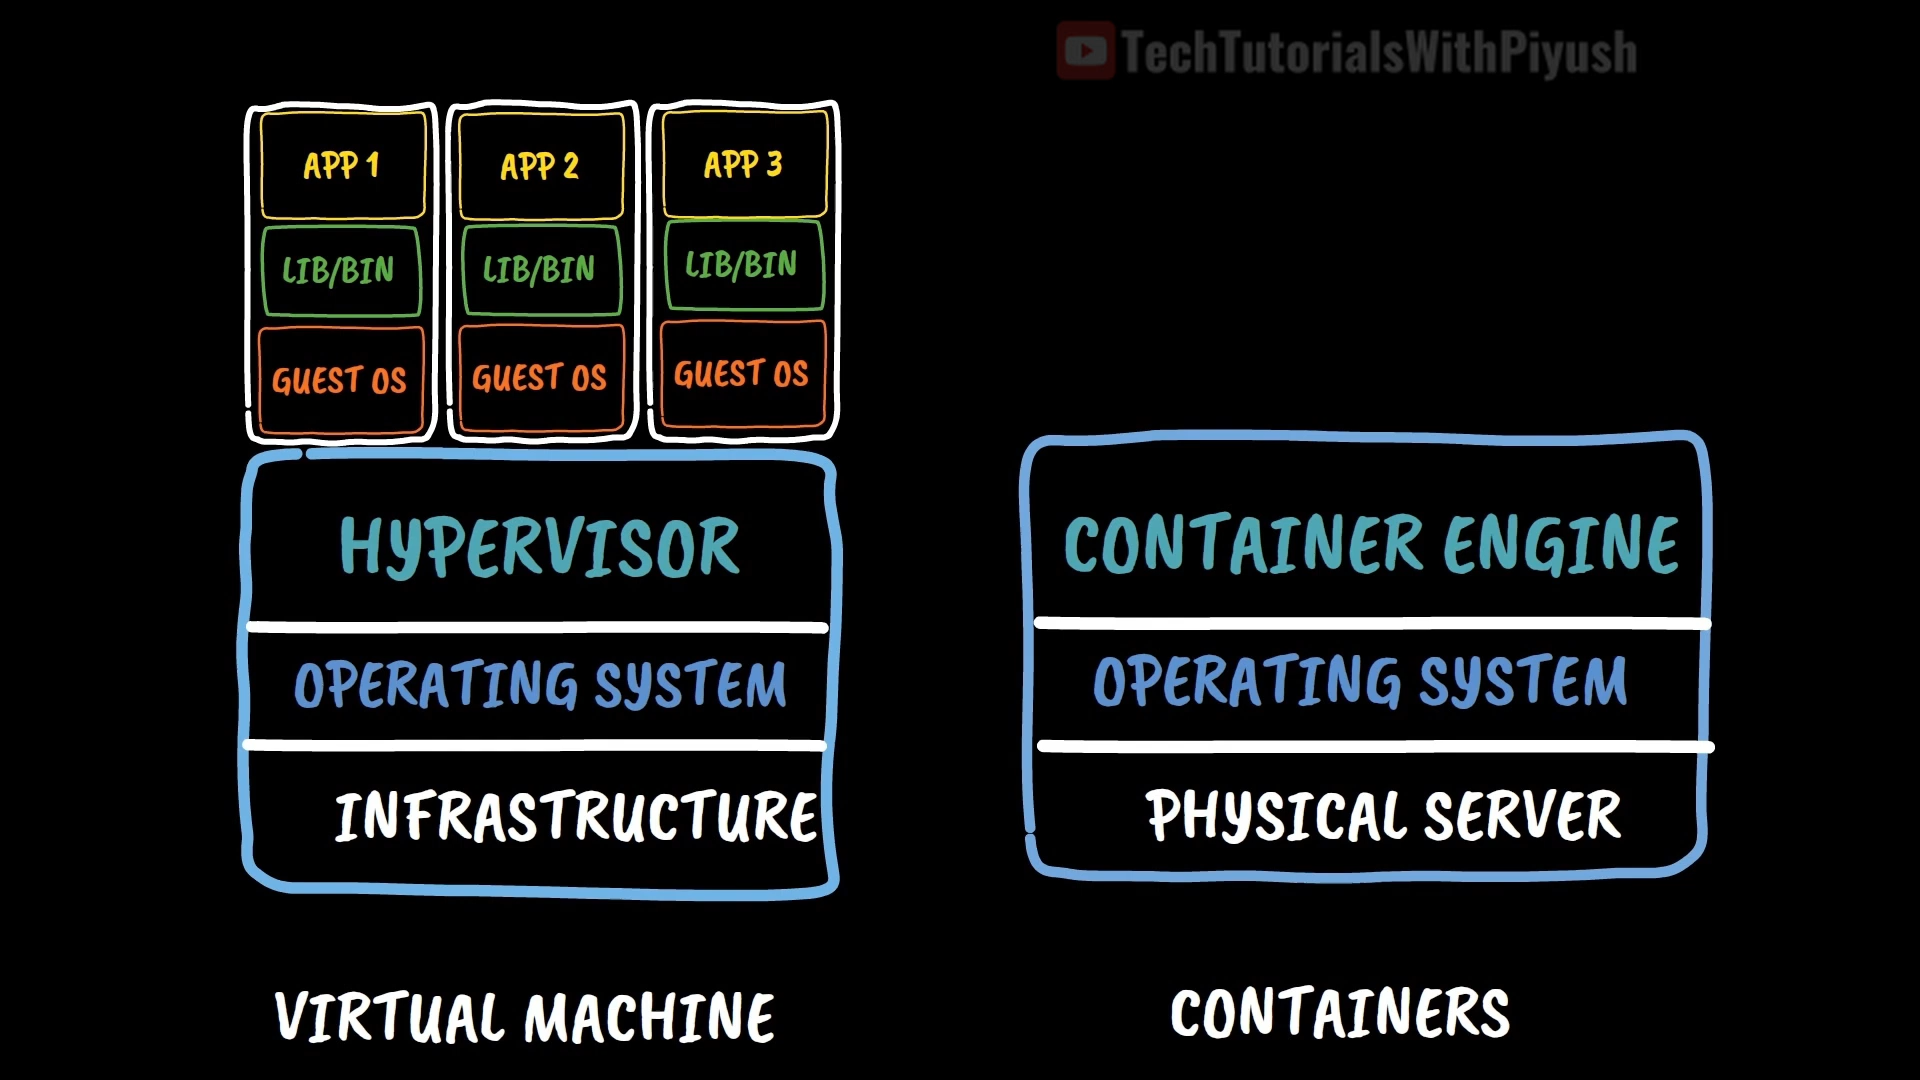 TechTutorialsWithPiyush
APP 1
APP 2
APP 3
LIB/BIN
LIB/BIN
LIB/BIN
GUEST OS
GUEST OS
GUEST OS
HYPERVISOR
OPERATING SYSTEM
INFRASTRUCTURE
VIRTUAL MACHINE
CONTAINER ENGINE
OPERATING SYSTEM
PHYSICAL SERVER
CONTAINERS